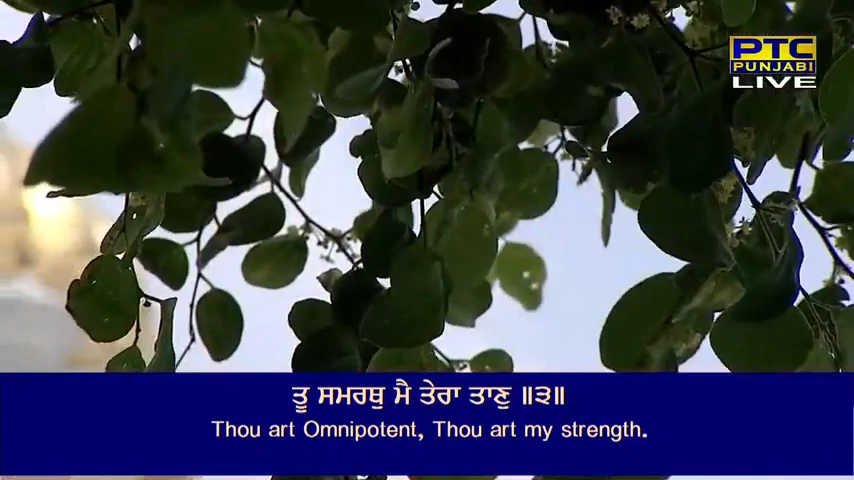 PTC
PUNJABI
LIVE
ਤੂ ਸਮਰਥੁ ਮੈ ਤੇਰਾ ਤਾਣੁ ॥੩॥
Thou art Omnipotent, Thou art my strength.